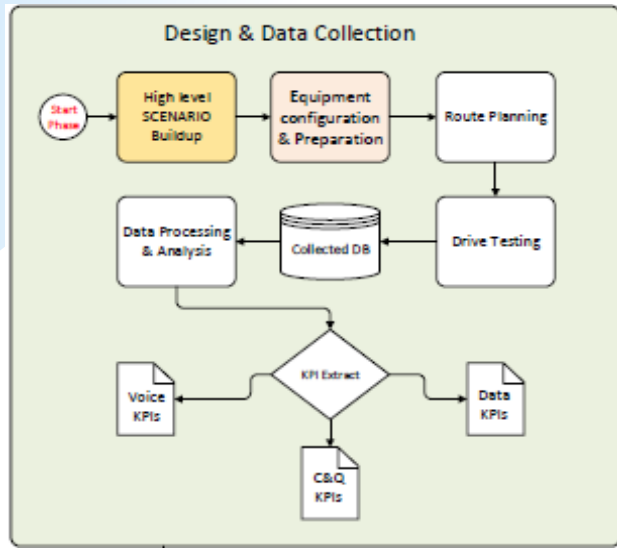 Design & Data Collection
Start
Phase
High level
SCENARIO
Buildup
Equipment
configuration
& Preparation
Route Planning
Data Processing
& Analysis
Collected DB
Drive Testing
KPI Extract
Voice
KPIs
Data
KPIs
C&Q
KPIs